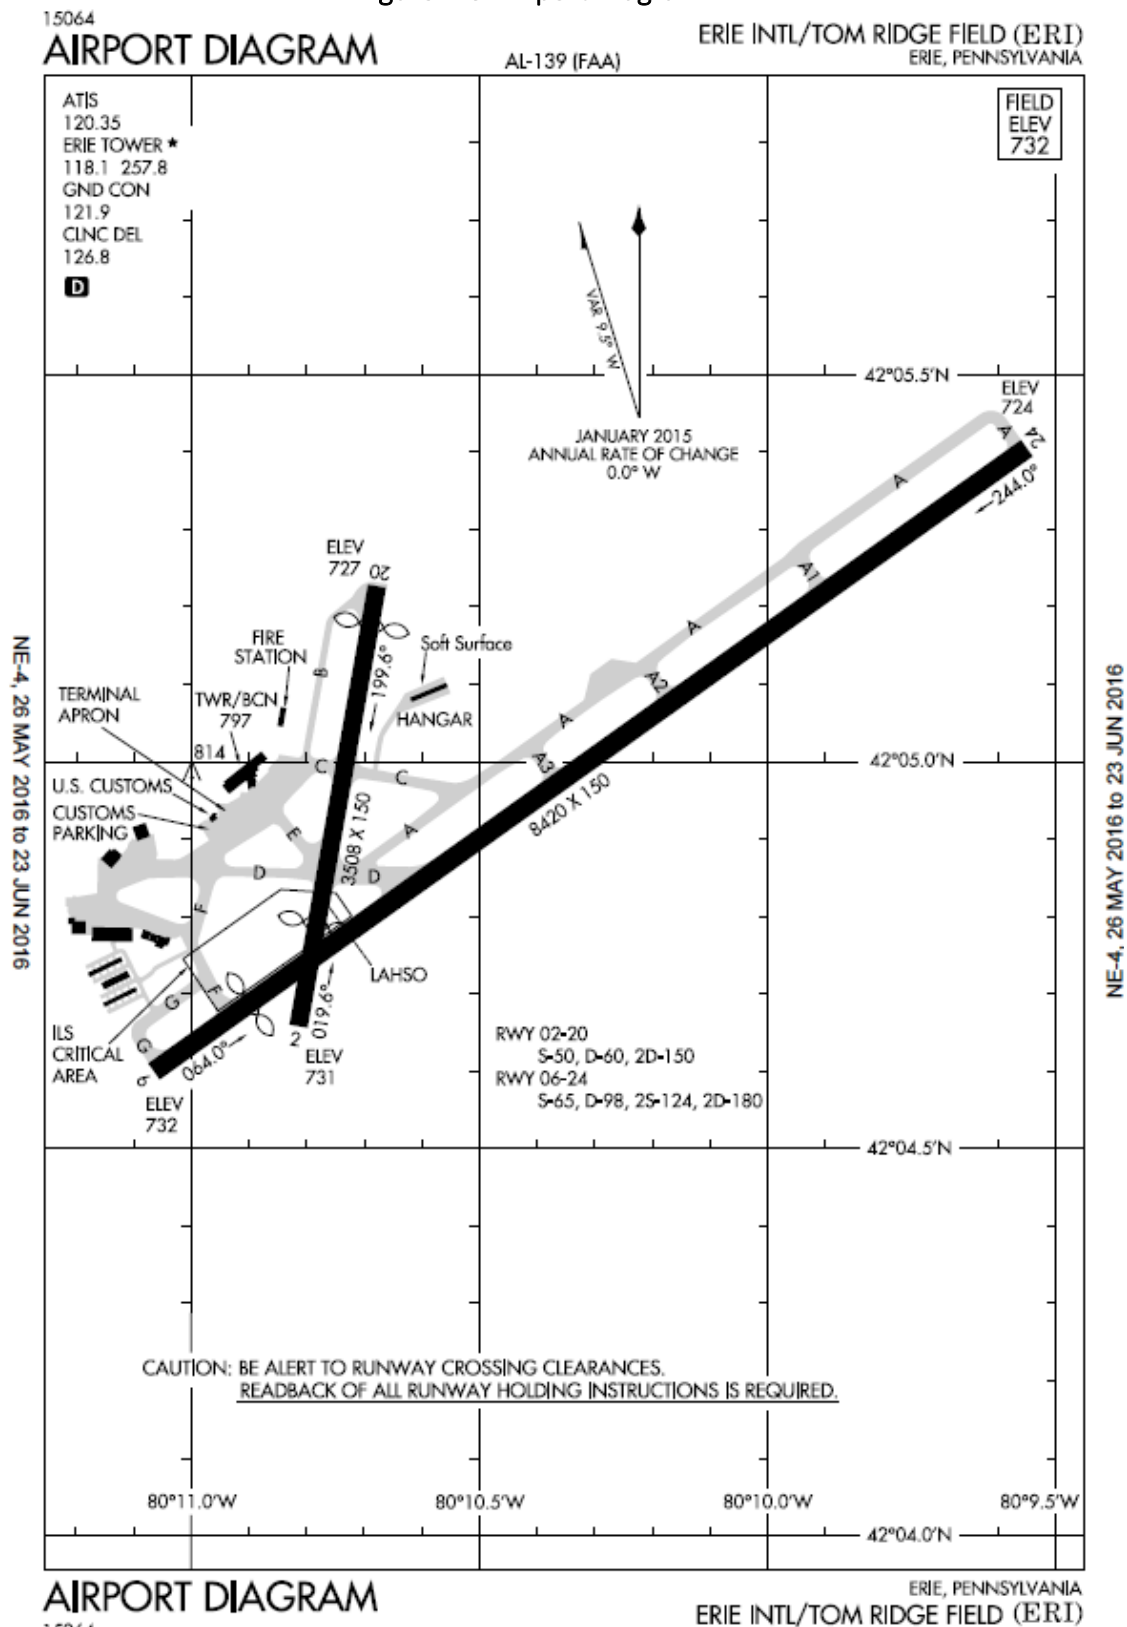 15064
AIRPORT DIAGRAM
AL-139 (FAA)
ERIE INTL/TOM RIDGE FIELD (ERI)
ERIE, PENNSYLVANIA
ATIS
120.35
ERIE TOWER ★
118.1 257.8
GND CON
121.9
CLNC DEL
126.8
D
FIELD
ELEV
732
VAR 9.5° W
JANUARY 2015
ANNUAL RATE OF CHANGE
0.0° W
42°05.5'N
ELEV
724
24
A
244.0°
A
A1
A
A2
A
A3
8420 X 150
ELEV
727
20
199.6°
Soft Surface
HANGAR
FIRE
STATION
B
TERMINAL
APRON
TWR/BCN
797
814
42°05.0'N
U.S. CUSTOMS
CUSTOMS
PARKING
C
C
A
E
3508 X 150
D
D
F
LAHSO
F
G
G
ILS
CRITICAL
AREA
6
064.0°
2
019.6°
ELEV
731
ELEV
732
RWY 02-20
S-50, D-60, 2D-150
RWY 06-24
S-65, D-98, 2S-124, 2D-180
42°04.5'N
CAUTION: BE ALERT TO RUNWAY CROSSING CLEARANCES.
READBACK OF ALL RUNWAY HOLDING INSTRUCTIONS IS REQUIRED.
80°11.0'W
80°10.5'W
80°10.0'W
80°9.5'W
42°04.0'N
NE-4, 26 MAY 2016 to 23 JUN 2016
NE-4, 26 MAY 2016 to 23 JUN 2016
AIRPORT DIAGRAM
ERIE, PENNSYLVANIA
ERIE INTL/TOM RIDGE FIELD (ERI)